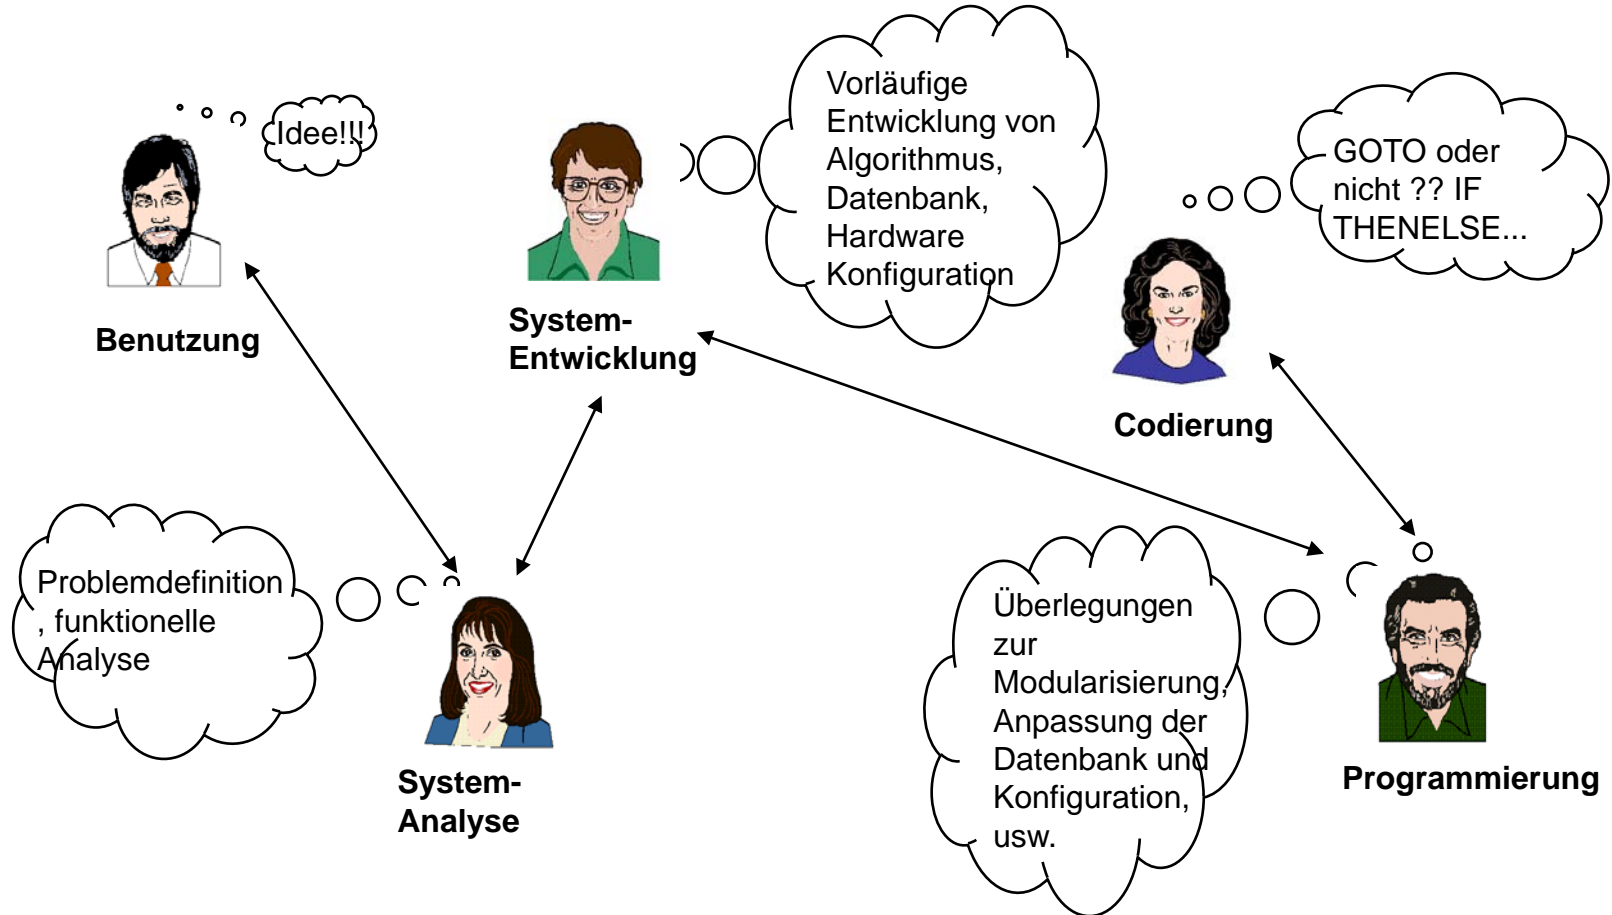 Idee!!!
Benutzung
System-
Entwicklung
Vorläufige
Entwicklung von
Algorithmus,
Datenbank,
Hardware
Konfiguration
GOTO oder
nicht ?? IF
THENELSE...
Codierung
Problemdefinition
, funktionelle
Analyse
System-
Analyse
Überlegungen
zur
Modularisierung,
Anpassung der
Datenbank und
Konfiguration,
usw.
Programmierung